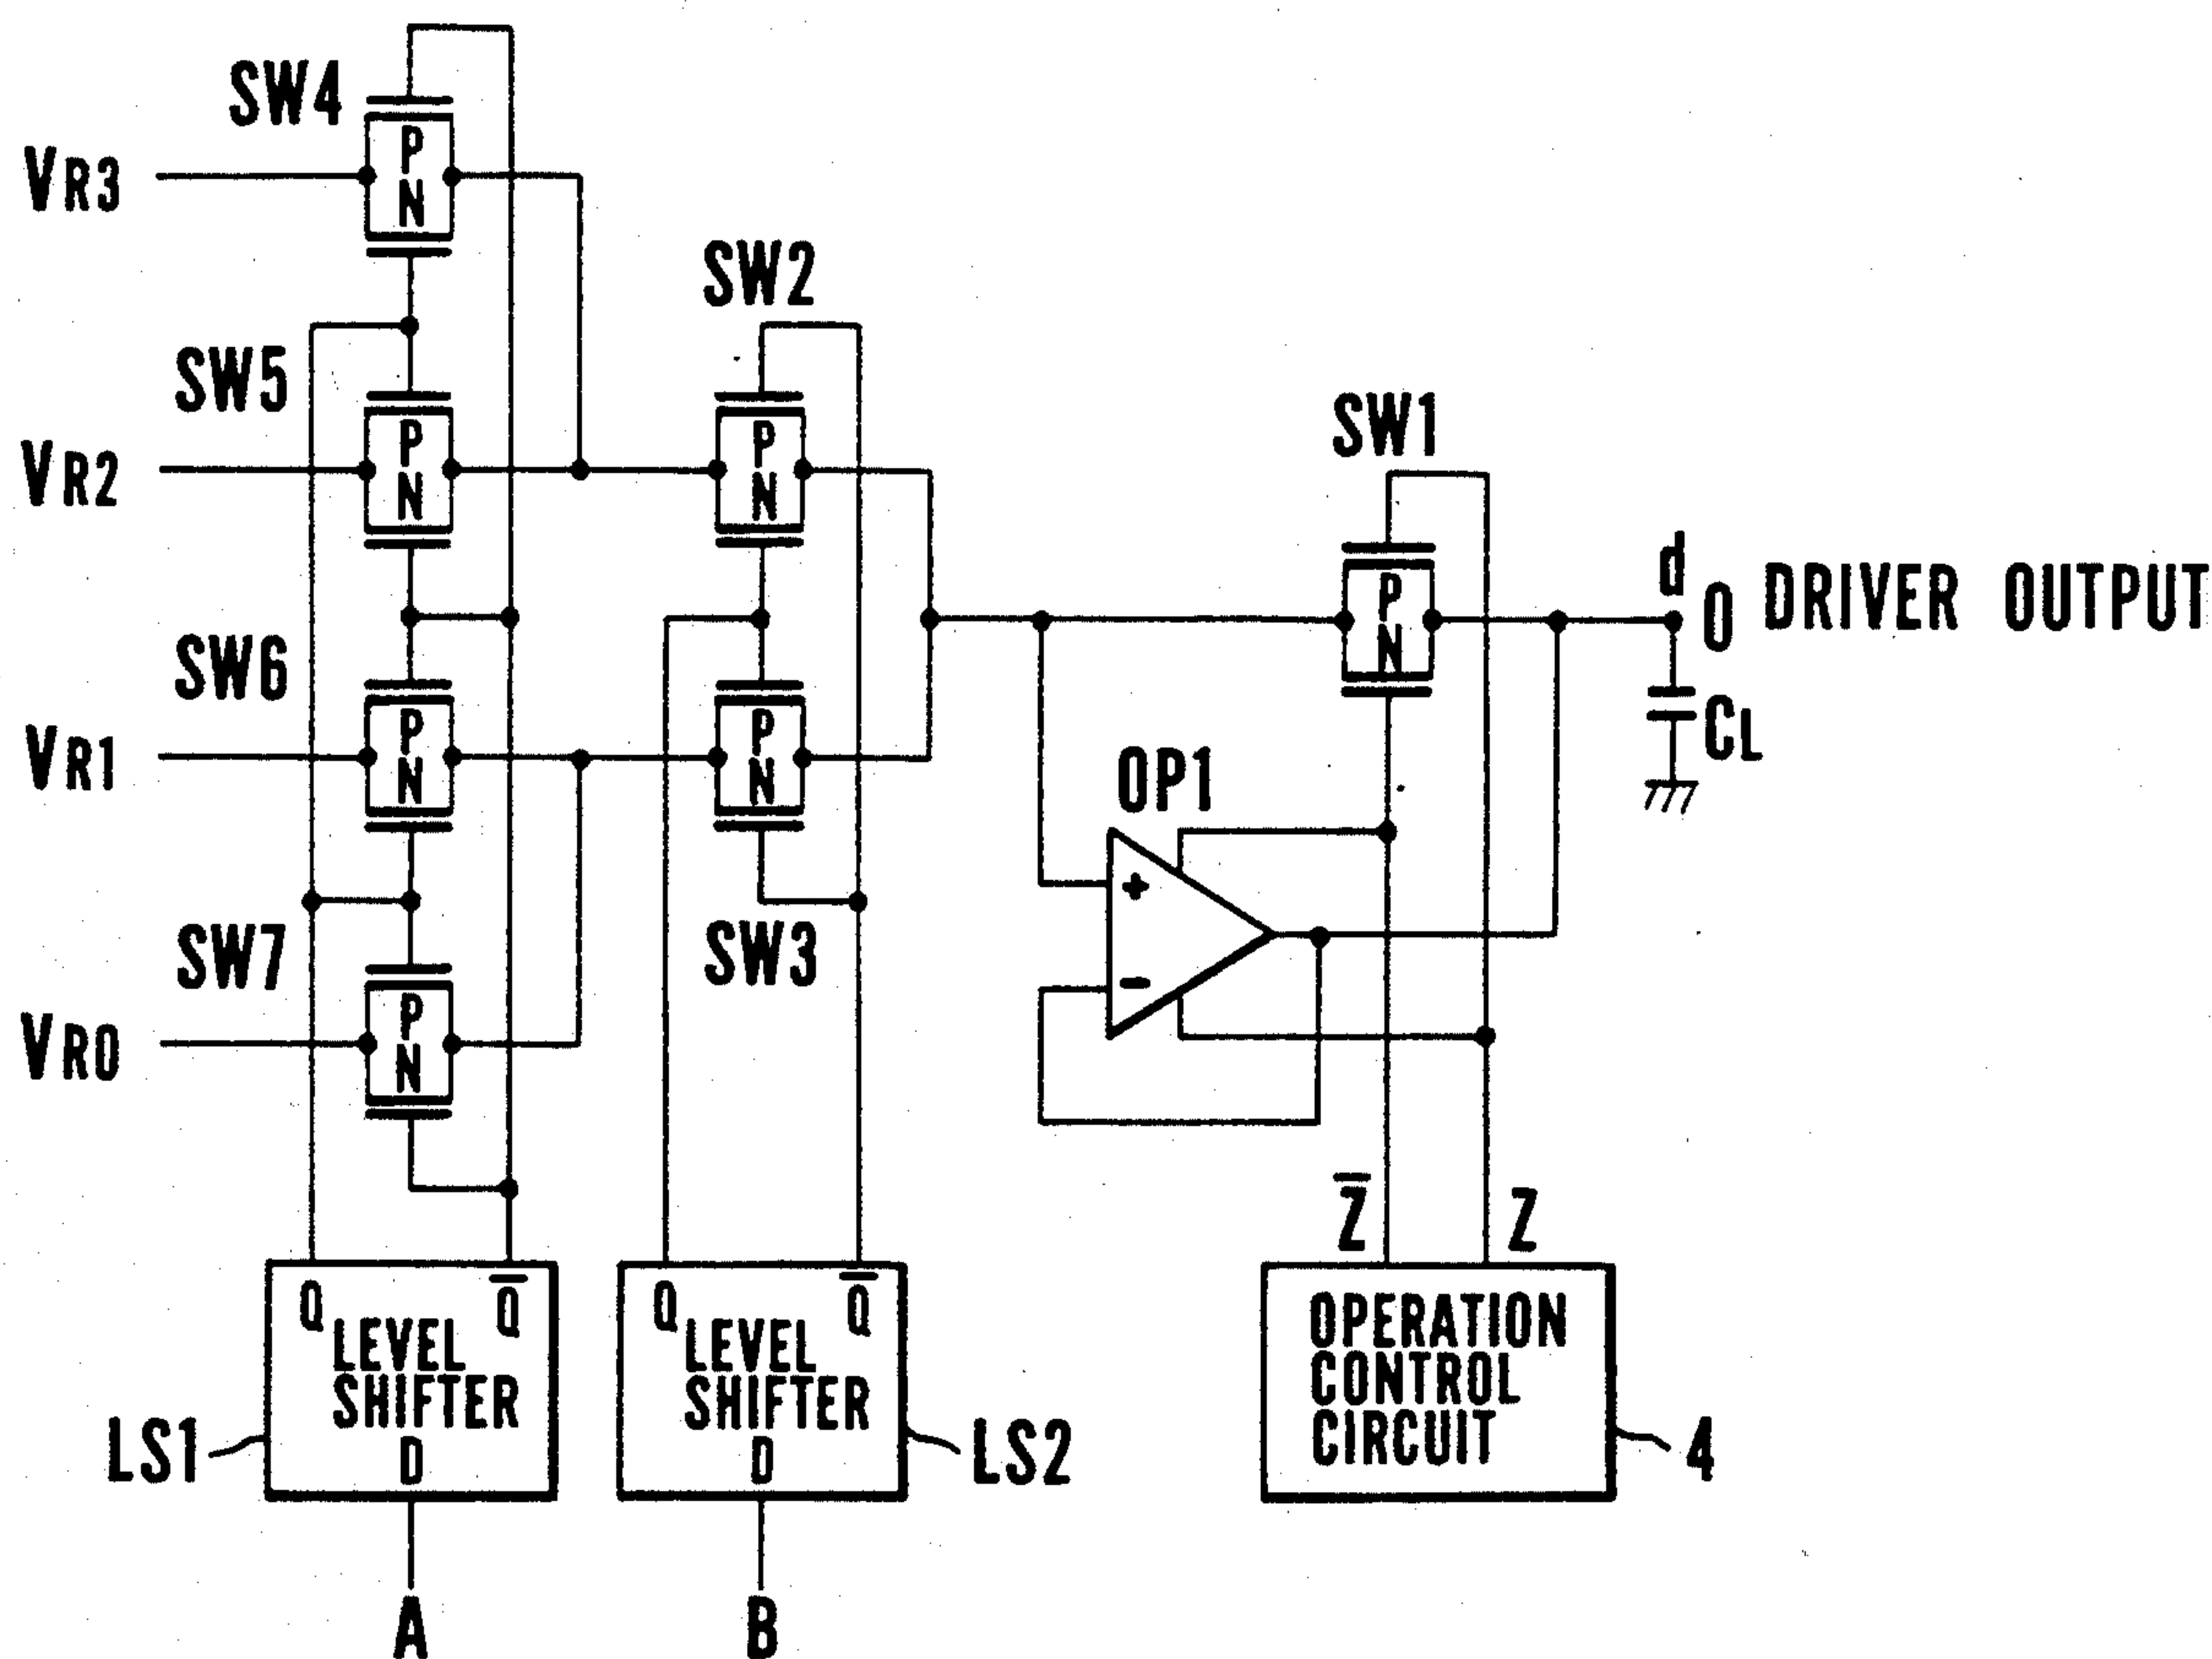 SW4
P
N
VR3
SW2
SW5
P
N
VR2
P
N
SW1
P
N
d
O DRIVER OUTPUT
CL
SW6
P
N
VR1
P
N
OP1
+
-
SW7
SW3
P
N
VR0
Z̅
Z
Q
Q̅
LEVEL
SHIFTER
D
LS1
Q
Q̅
LEVEL
SHIFTER
D
LS2
OPERATION
CONTROL
CIRCUIT
4
A
B